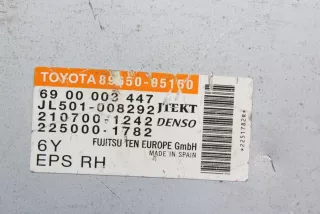 TOYOTA 89650-95160
69 00 003 447
JL501-008292 JTEKT
210700-1242 DENSO
225000-1782
6Y FUJITSU TEN EUROPE GmbH
MADE IN SPAIN
EPS RH